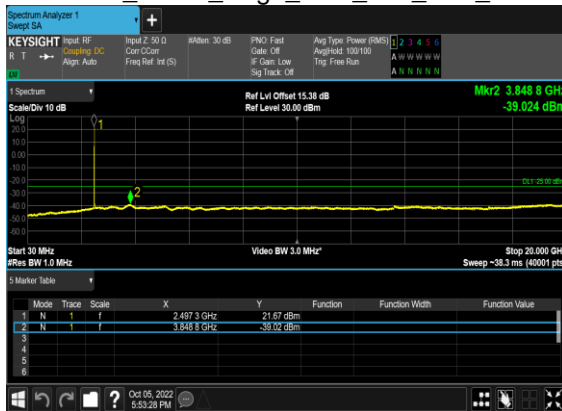 Spectrum Analyzer 1
Swept SA
KEYSIGHT
R T
Input: RF
Coupling: DC
Align: Auto
Input Z: 50 Ω
Corr CCorr
Freq Ref: Int (S)
#Atten: 30 dB
PNO: Fast
Gate: Off
IF Gain: Low
Sig Track: Off
Avg Type: Power (RMS)
Avg|Hold: 100/100
Trig: Free Run
1 2 3 4 5 6
A W W W W W
A N N N N N
1 Spectrum
Scale/Div 10 dB
Ref Lvl Offset 15.38 dB
Ref Level 30.00 dBm
Mkr2 3.848 8 GHz
-39.024 dBm
Log
20.0
10.0
0.00
-10.0
-20.0
-30.0
-40.0
-50.0
-60.0
1
2
DL1 -25.00 dBm
Start 30 MHz
#Res BW 1.0 MHz
Video BW 3.0 MHz*
Stop 20.000 GHz
Sweep ~38.3 ms (40001 pts)
5 Marker Table
Mode Trace Scale X Y Function Function Width Function Value
1 N 1 f 2.497 3 GHz 21.67 dBm
2 N 1 f 3.848 8 GHz -39.02 dBm
3
4
5
6
Oct 05, 2022
5:53:28 PM